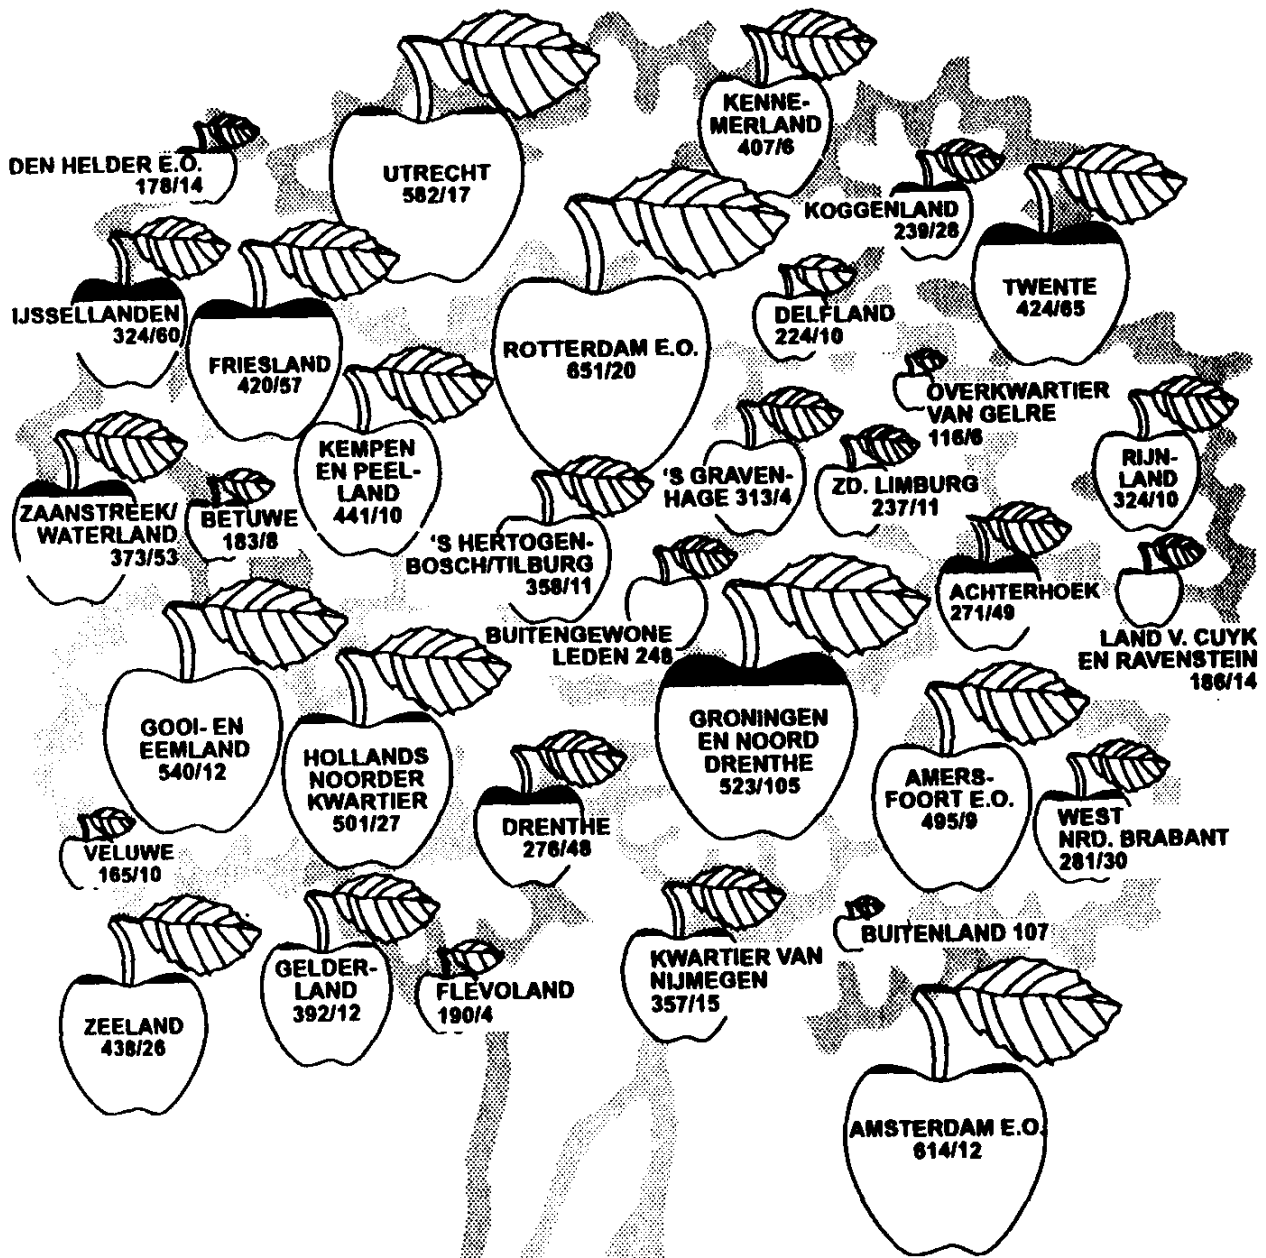 KENNE-
MERLAND
407/6
DEN HELDER E.O.
178/14
UTRECHT
582/17
KOGGENLAND
239/28
IJSSELLANDEN
324/60
FRIESLAND
420/57
ROTTERDAM E.O.
651/20
DELFLAND
224/10
TWENTE
424/65
OVERKWARTIER
VAN GELRE
116/6
KEMPEN
EN PEEL-
LAND
441/10
'S GRAVEN-
HAGE 313/4
ZD. LIMBURG
237/11
RIJN-
LAND
324/10
ZAANSTREEK/
WATERLAND
373/53
BETUWE
183/8
'S HERTOGEN-
BOSCH/TILBURG
358/11
ACHTERHOEK
271/49
BUITENGEWONE
LEDEN 248
LAND V. CUYK
EN RAVENSTEIN
186/14
GOOI- EN
EEMLAND
540/12
HOLLANDS
NOORDER
KWARTIER
501/27
GRONINGEN
EN NOORD
DRENTHE
523/105
AMERS-
FOORT E.O.
495/9
DRENTHE
276/48
WEST
NRD. BRABANT
281/30
VELUWE
165/10
BUITENLAND 107
ZEELAND
438/26
GELDER-
LAND
392/12
FLEVOLAND
190/4
KWARTIER VAN
NIJMEGEN
357/15
AMSTERDAM E.O.
614/12